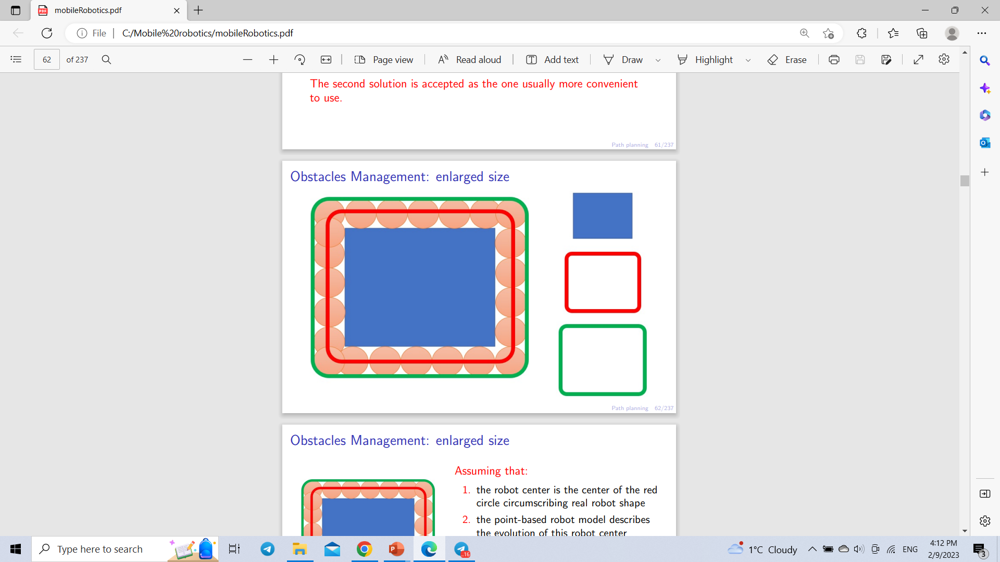 mobileRobotics.pdf
File
C:/Mobile%20robotics/mobileRobotics.pdf
62 of 237
Page view
Read aloud
Add text
Draw
Highlight
Erase
The second solution is accepted as the one usually more convenient
to use.
Path planning 61/237
Obstacles Management: enlarged size
Path planning 62/237
Obstacles Management: enlarged size
Assuming that:
1. the robot center is the center of the red
circle circumscribing real robot shape
2. the point-based robot model describes
the evolution of this robot center
Type here to search
..16
1°C Cloudy
ENG
4:12 PM
2/9/2023
3